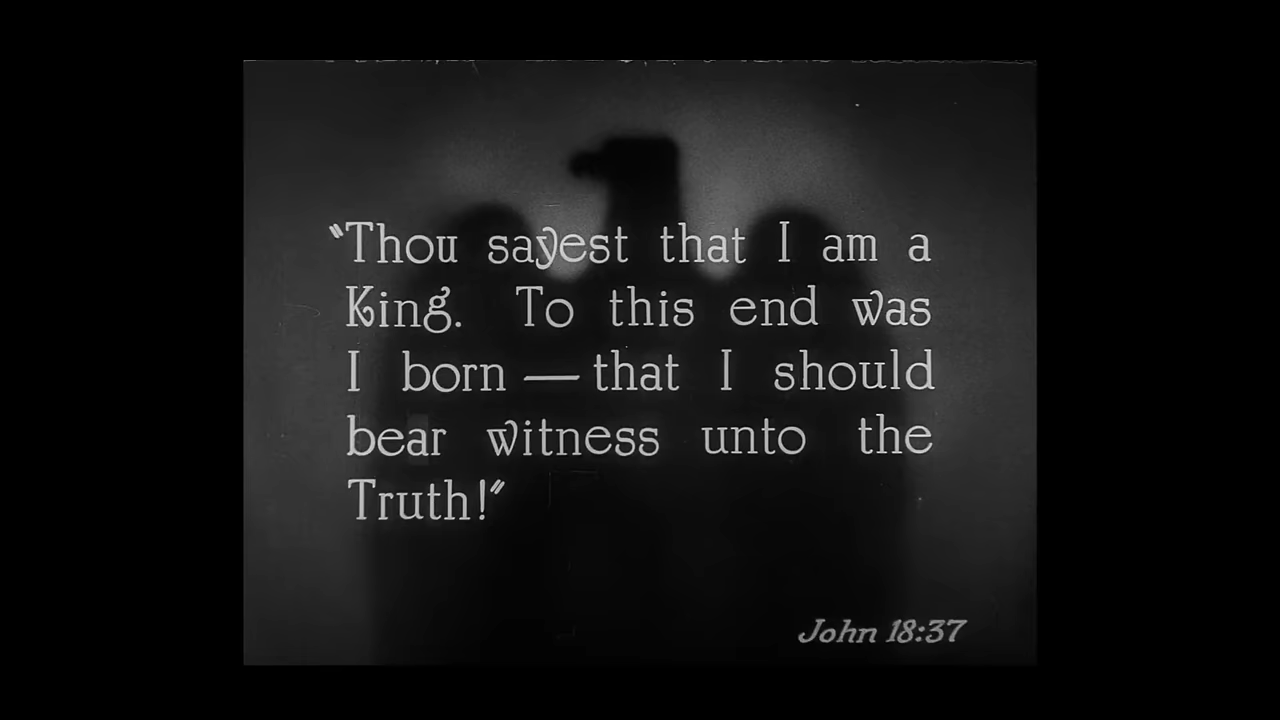 "Thou sayest that I am a
King. To this end was
I born — that I should
bear witness unto the
Truth!"
John 18:37